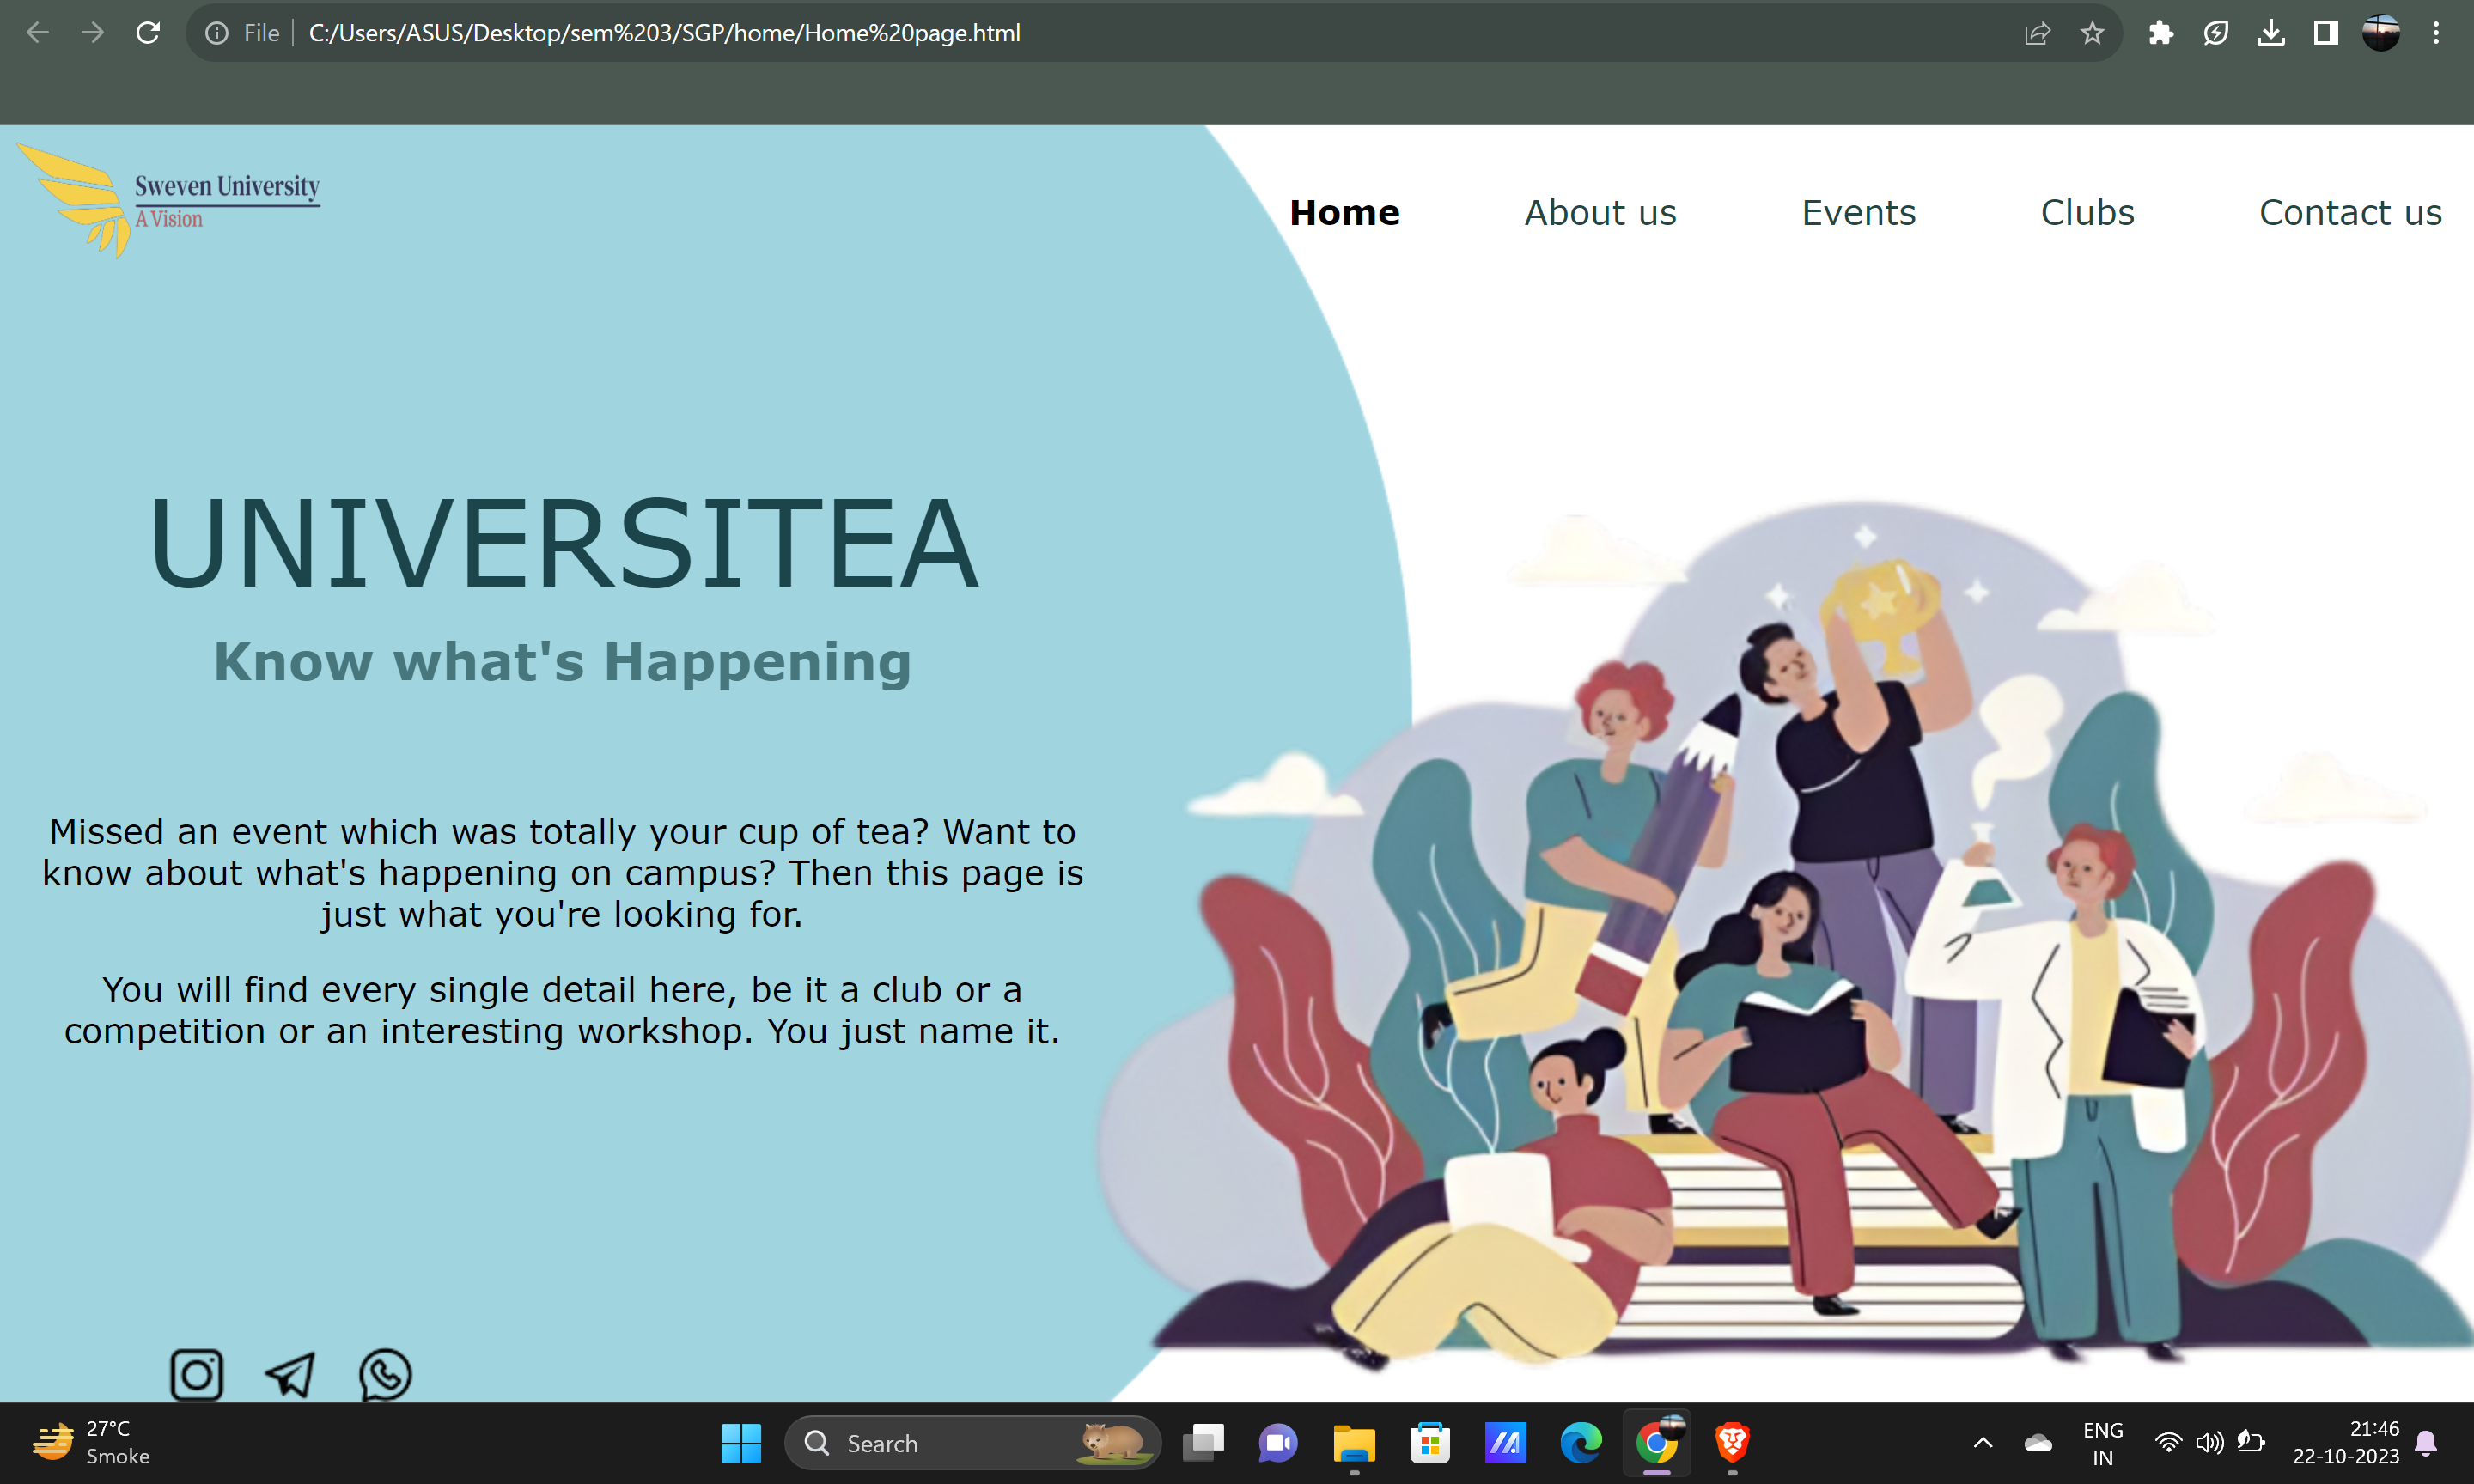 File
C:/Users/ASUS/Desktop/sem%203/SGP/home/Home%20page.html
Sweven University
A Vision
Home
About us
Events
Clubs
Contact us
UNIVERSITEA
Know what's Happening
Missed an event which was totally your cup of tea? Want to
know about what's happening on campus? Then this page is
just what you're looking for.
You will find every single detail here, be it a club or a
competition or an interesting workshop. You just name it.
27°C
Smoke
Search
ENG
IN
21:46
22-10-2023